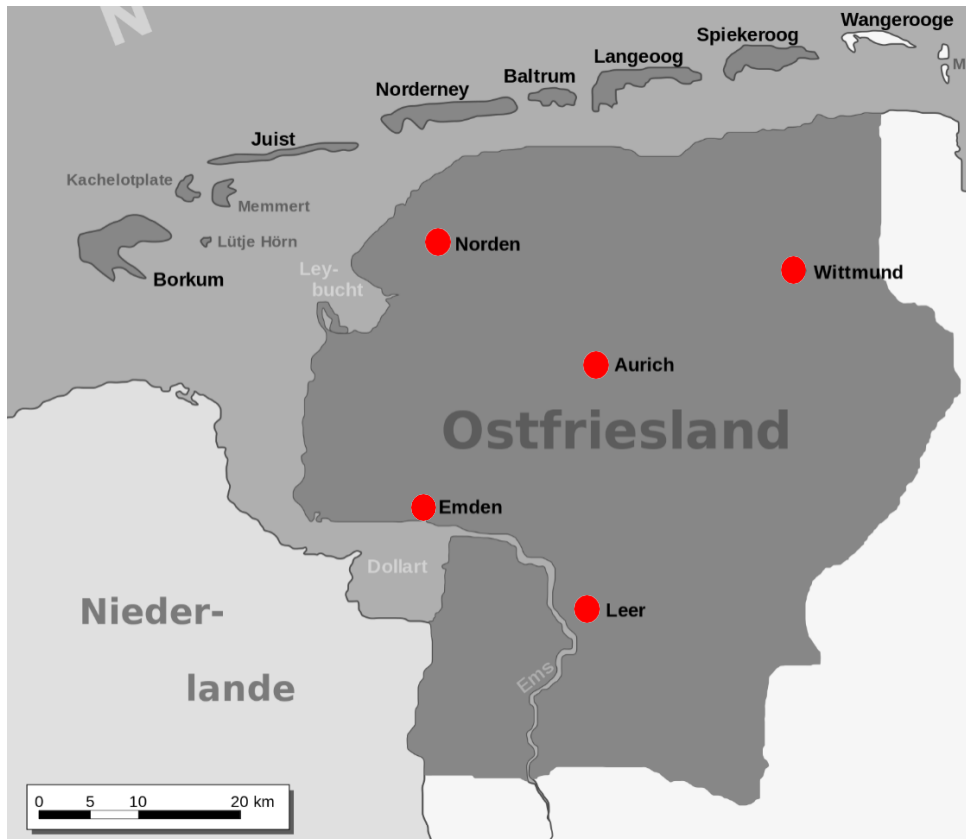 N
Wangerooge
Spiekeroog
Langeoog
M
Baltrum
Norderney
Juist
Kachelotplate
Memmert
Lütje Hörn
Borkum
Norden
Ley-
bucht
Wittmund
Aurich
Ostfriesland
Emden
Dollart
Nieder-
lande
Leer
Ems
0 5 10 20 km